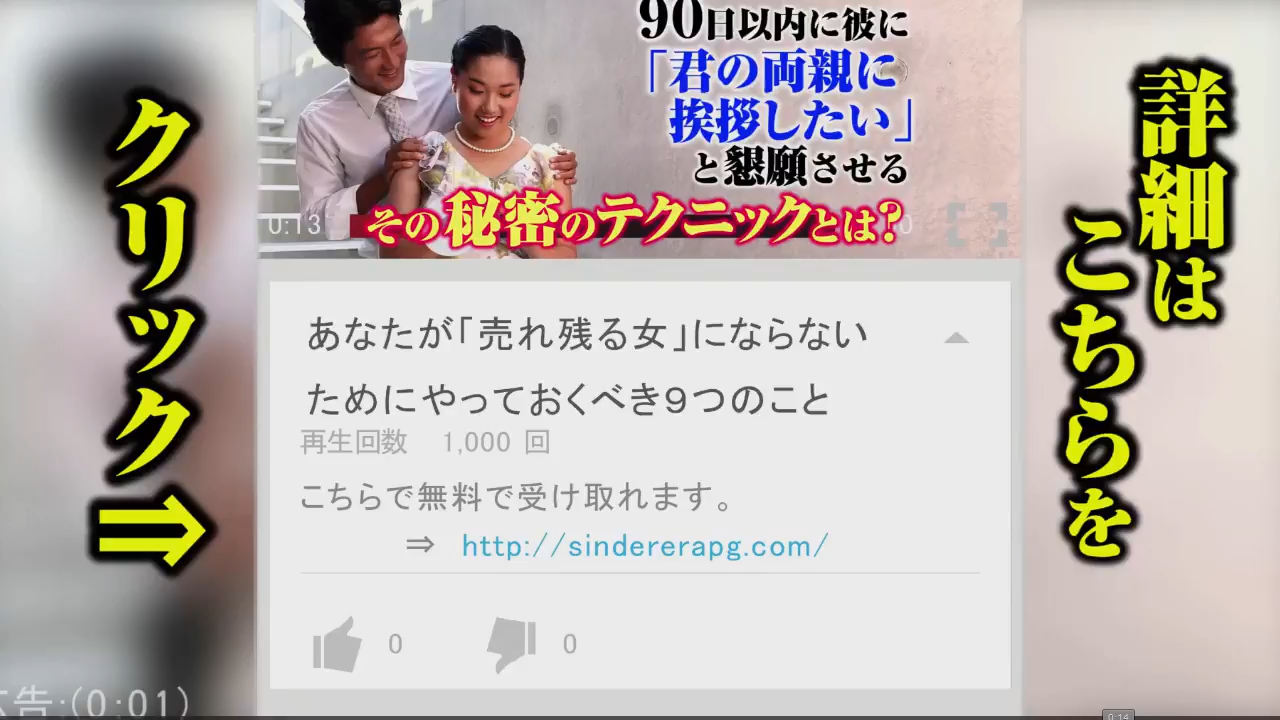 90日以内に彼に
「君の両親に
挨拶したい」
と懇願させる
その秘密のテクニックとは?
0:13
詳細は
こちらを
クリック⇒
あなたが「売れ残る女」にならない
ためにやっておくべき９つのこと
再生回数 1,000 回
こちらで無料で受け取れます。
⇒ http://sindererapg.com/
0
0
広告:(0:01)
0:14